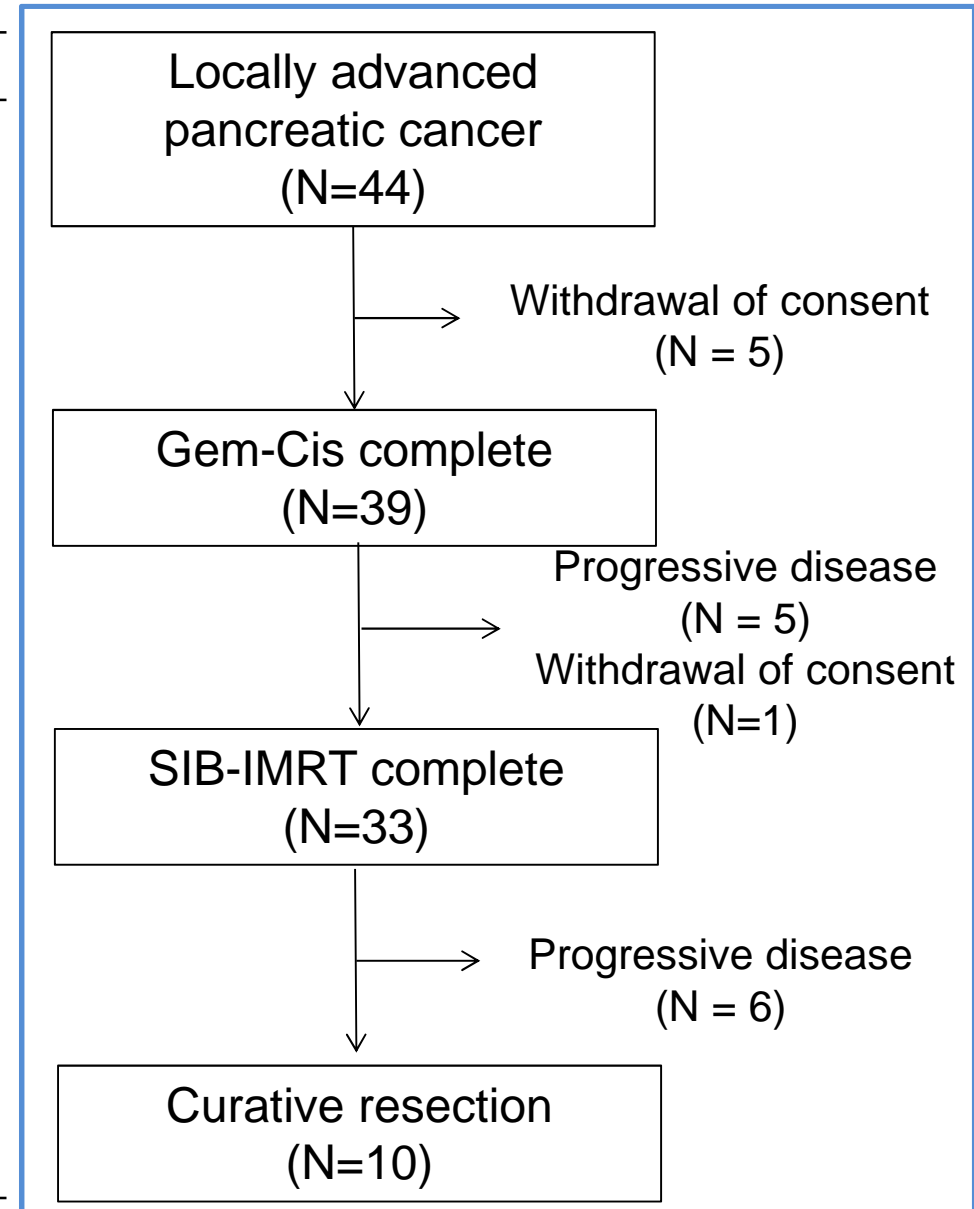 Locally advanced
pancreatic cancer
(N=44)
Withdrawal of consent
(N = 5)
Gem-Cis complete
(N=39)
Progressive disease
(N = 5)
Withdrawal of consent
(N=1)
SIB-IMRT complete
(N=33)
Progressive disease
(N = 6)
Curative resection
(N=10)